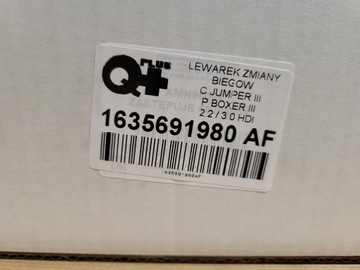 Q+ PLUS
LEWAREK ZMIANY
BIEGÓW
C JUMPER III
P BOXER III
2.2 / 3.0 HDI
1635691980 AF